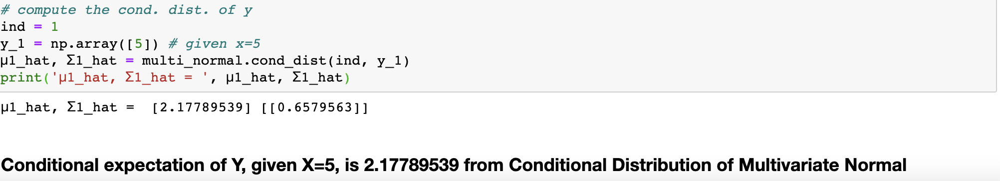 # compute the cond. dist. of y
ind = 1
y_1 = np.array([5]) # given x=5
μ1_hat, Σ1_hat = multi_normal.cond_dist(ind, y_1)
print('μ1_hat, Σ1_hat = ', μ1_hat, Σ1_hat)
μ1_hat, Σ1_hat =  [2.17789539] [[0.6579563]]
Conditional expectation of Y, given X=5, is 2.17789539 from Conditional Distribution of Multivariate Normal